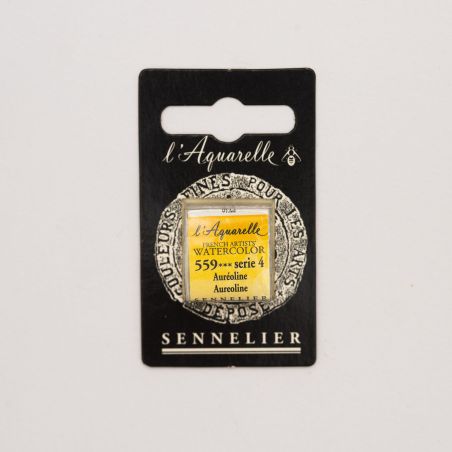 l'Aquarelle
COULEURS FINES POUR LES ARTS
l'Aquarelle
FRENCH ARTISTS'
WATERCOLOR
559*** serie 4
Auréoline
Aureoline
SENNELIER
DÉPOSÉ
SENNELIER